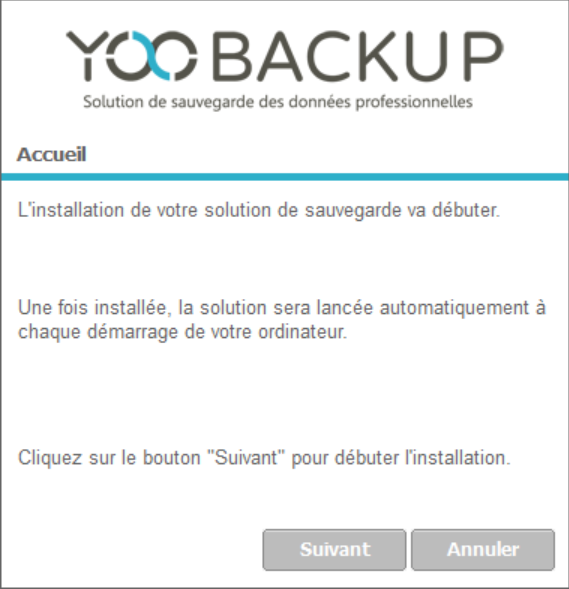 YOOBACKUP
Solution de sauvegarde des données professionnelles
Accueil
L'installation de votre solution de sauvegarde va débuter.
Une fois installée, la solution sera lancée automatiquement à
chaque démarrage de votre ordinateur.
Cliquez sur le bouton "Suivant" pour débuter l'installation.
Suivant
Annuler